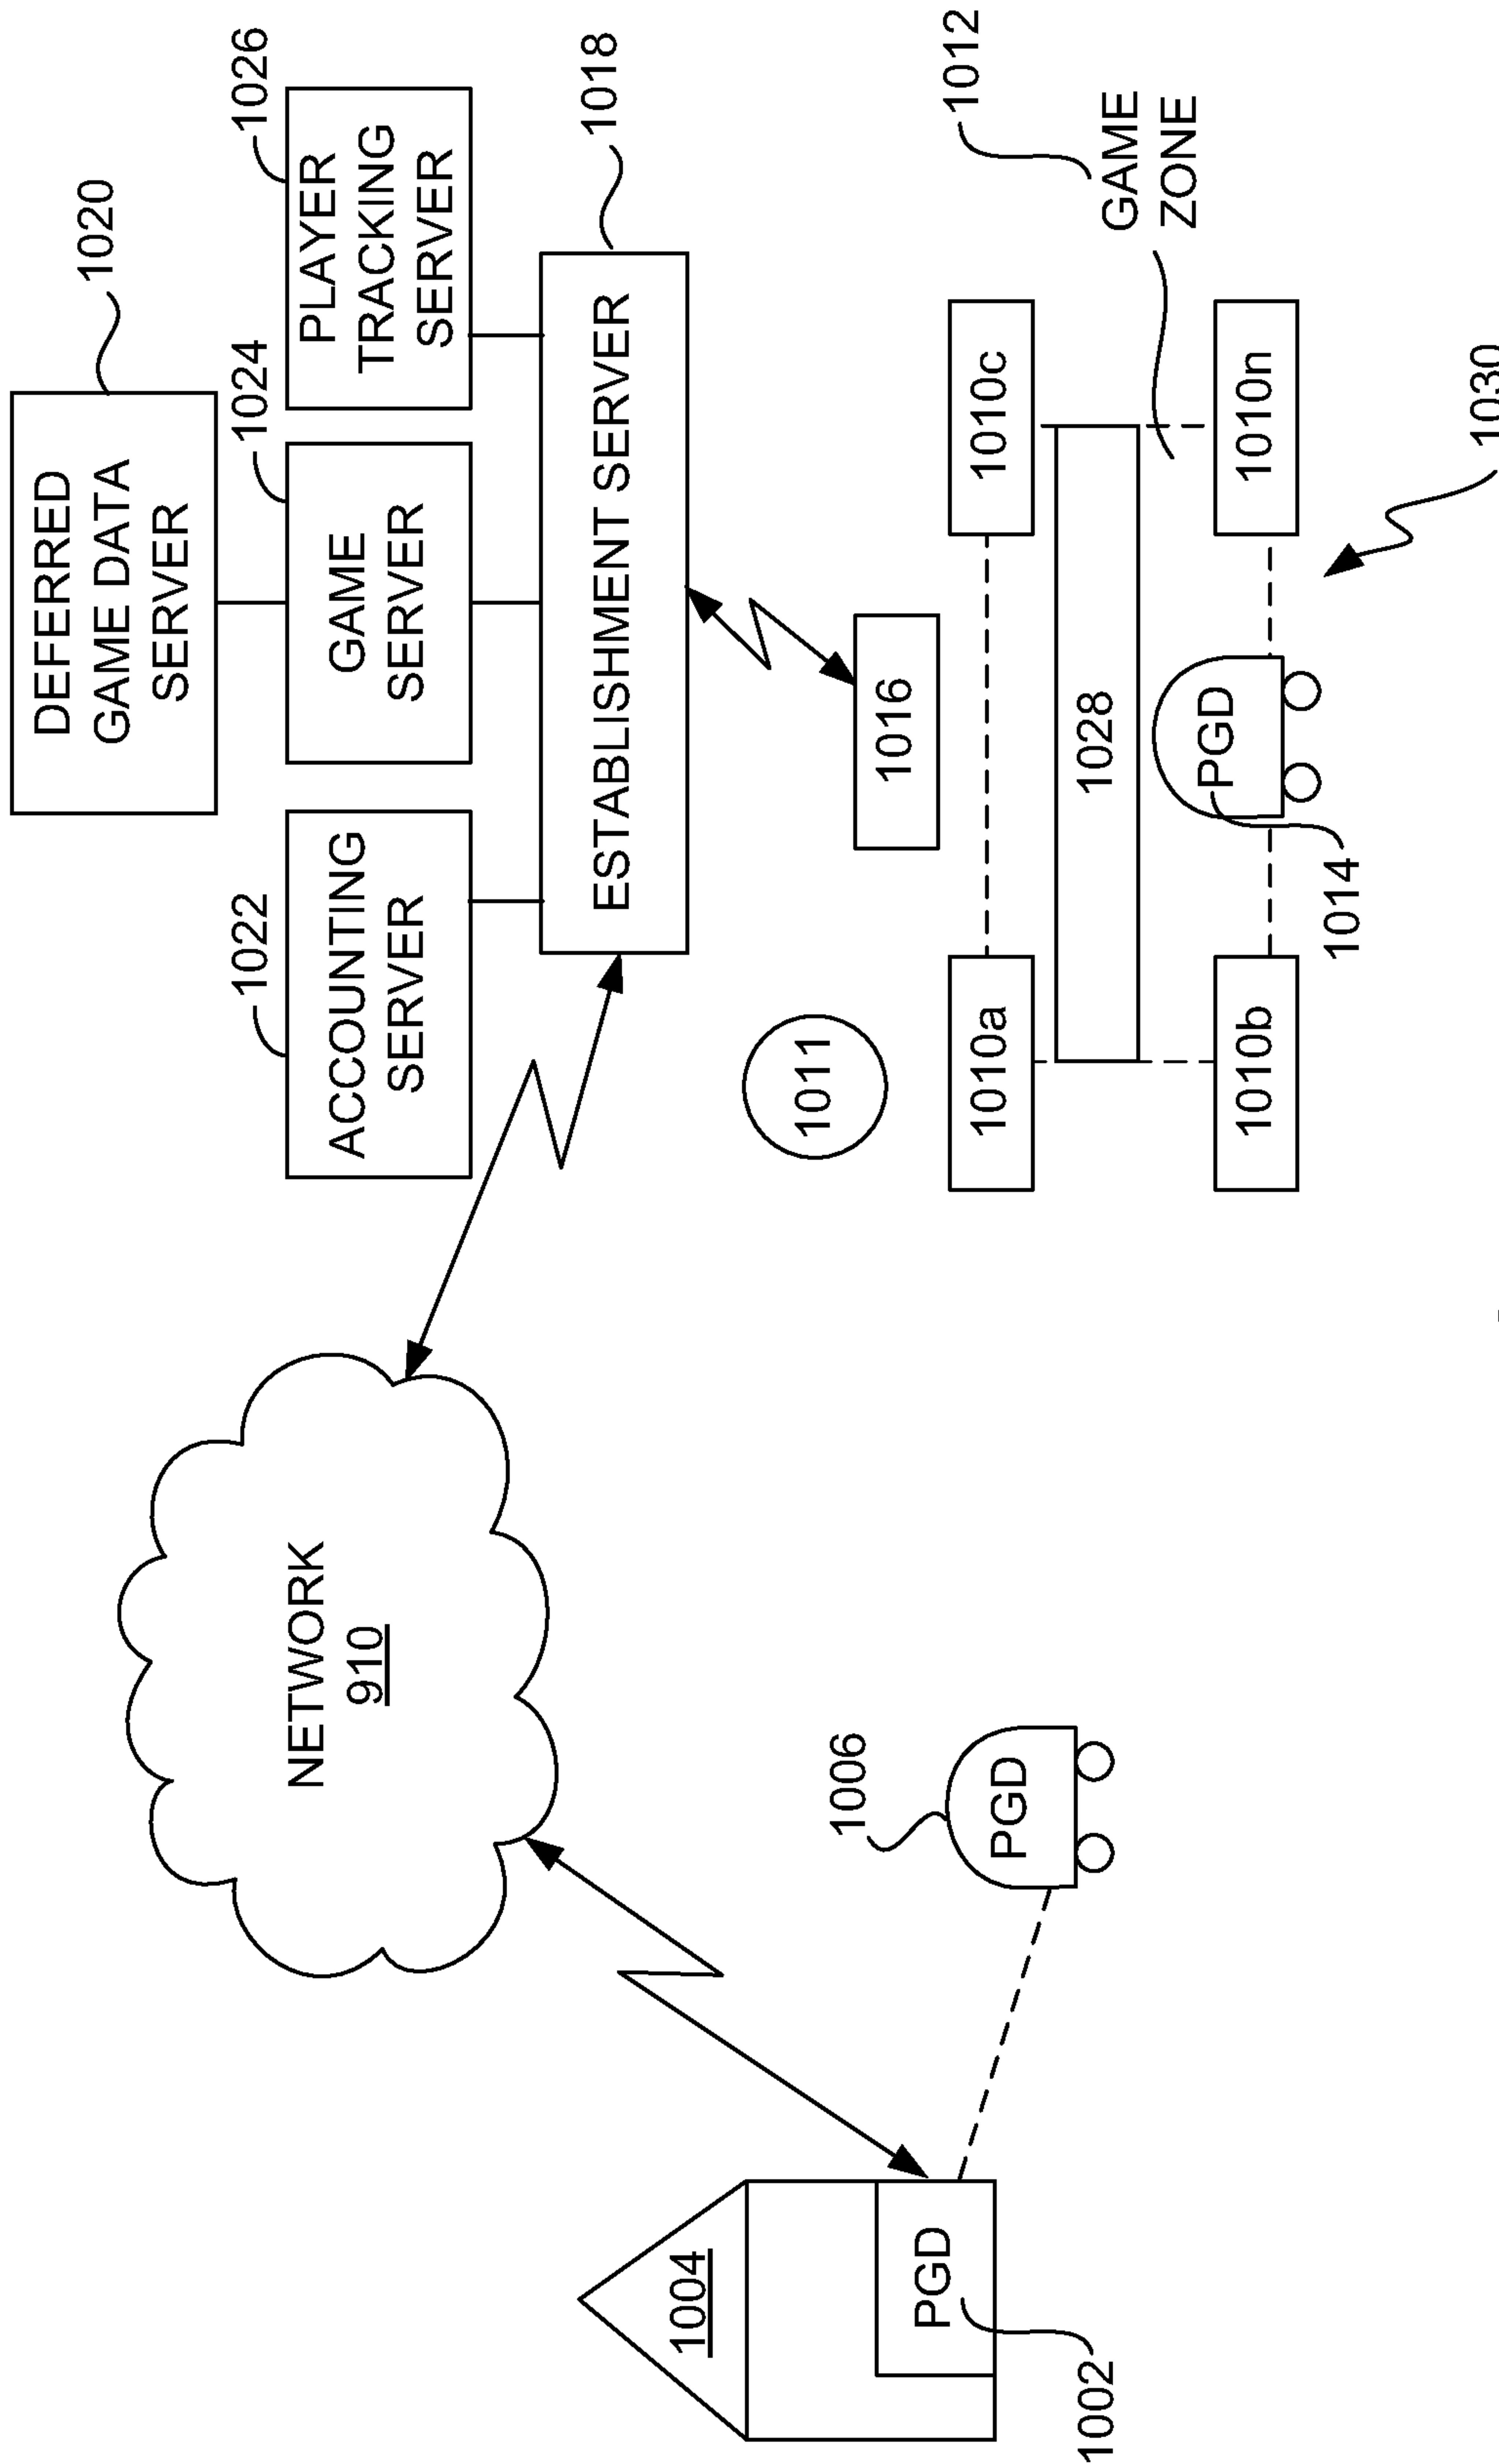 1020
DEFERRED
GAME DATA
SERVER
1022
1024
1026
ACCOUNTING
SERVER
GAME
SERVER
PLAYER
TRACKING
SERVER
NETWORK
910
ESTABLISHMENT SERVER
1018
1004
PGD
1002
1006
PGD
1011
1016
1012
GAME
ZONE
1010a
1010c
1028
PGD
1010b
1010n
1014
1030